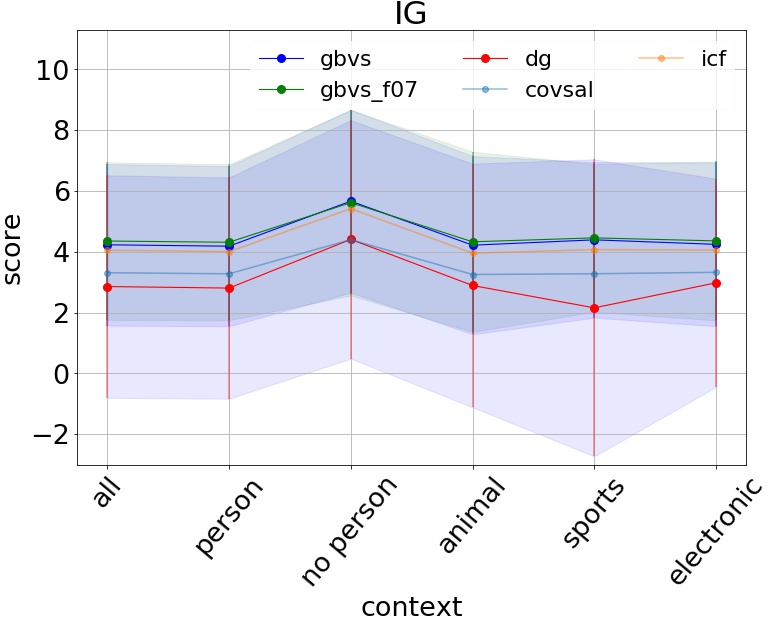 IG
gbvs dg icf
gbvs_f07 covsal
10
8
6
4
2
0
−2
score
all person no person animal sports electronic
context